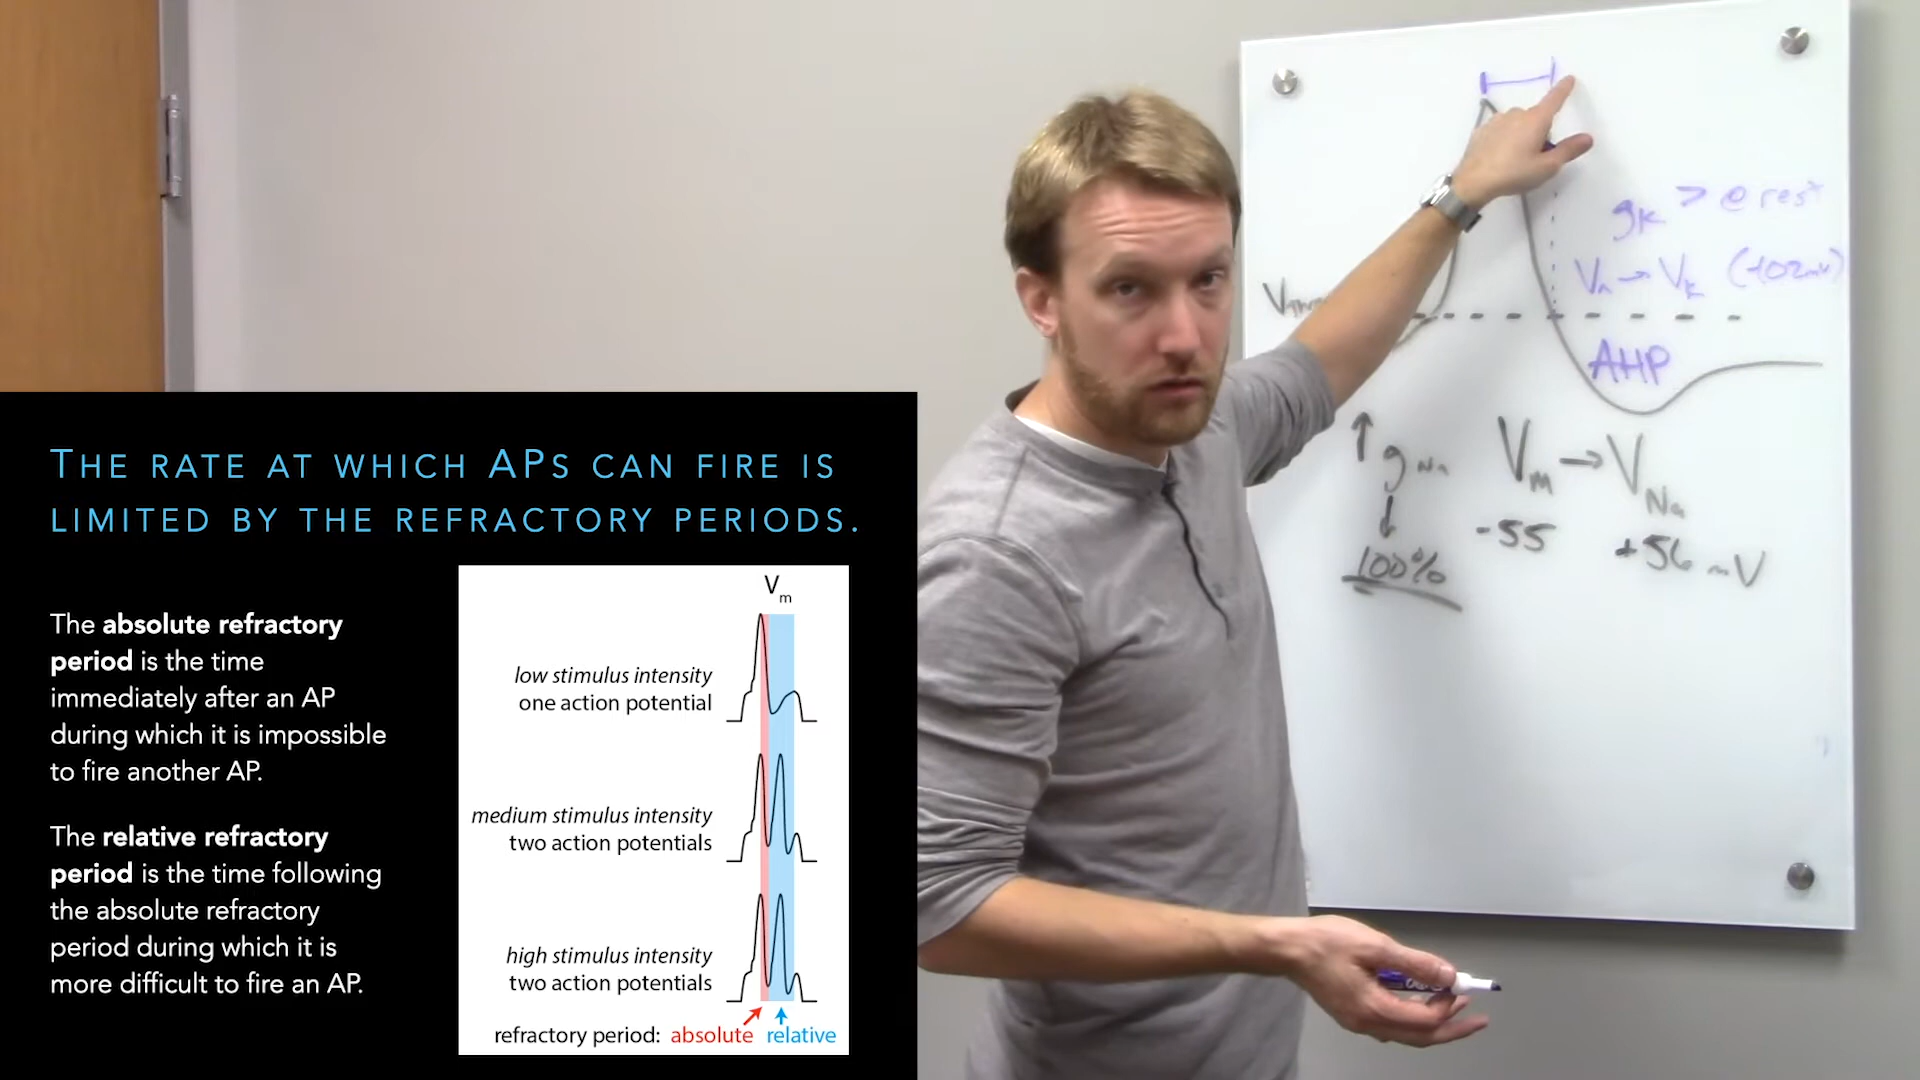 THE RATE AT WHICH APS CAN FIRE IS
LIMITED BY THE REFRACTORY PERIODS.
The absolute refractory
period is the time
immediately after an AP
during which it is impossible
to fire another AP.
The relative refractory
period is the time following
the absolute refractory
period during which it is
more difficult to fire an AP.
Vm
low stimulus intensity
one action potential
medium stimulus intensity
two action potentials
high stimulus intensity
two action potentials
refractory period: absolute relative
gK > @ rest
→ VK (-102mV)
AHP
↑ gNa Vm → VNa
↓ -55 +56 mV
100%